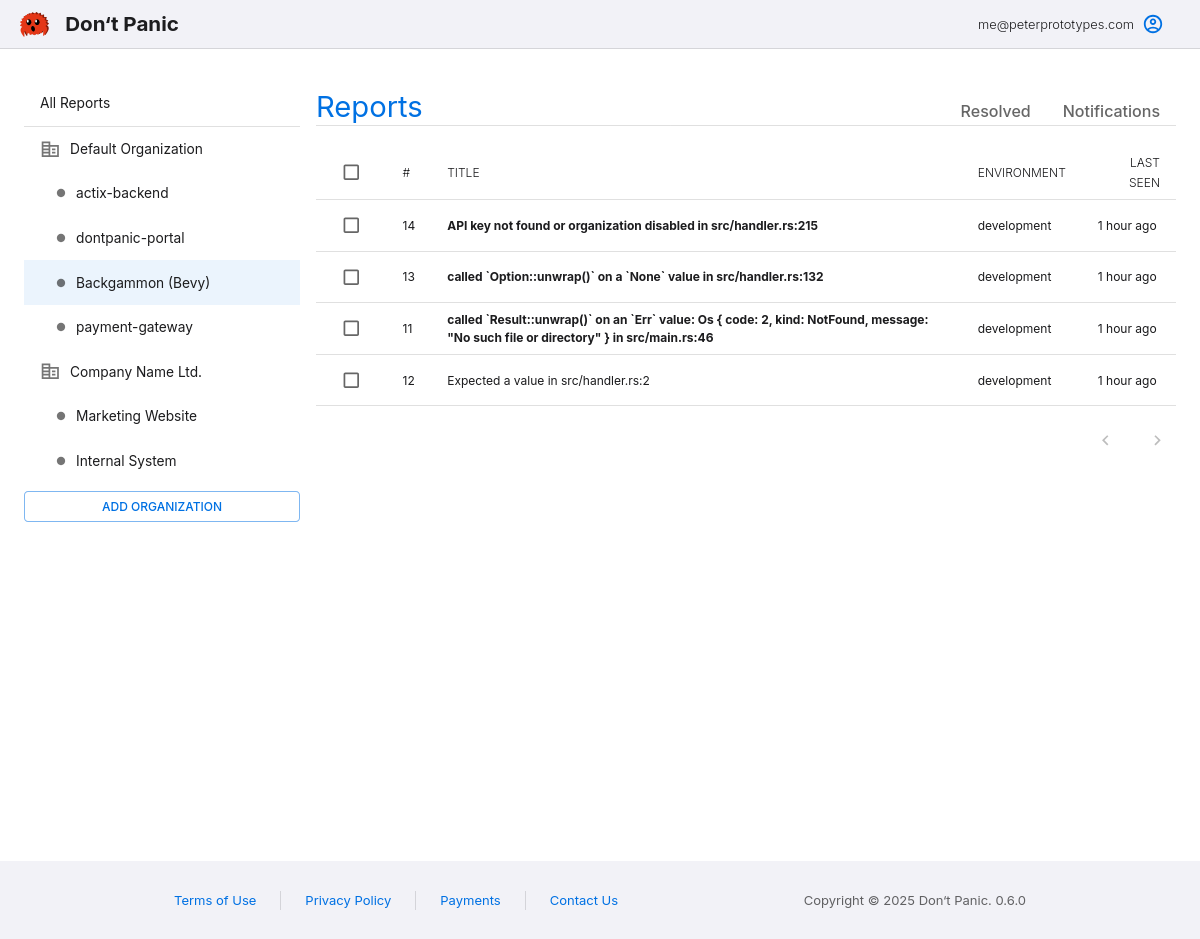 Don‘t Panic
me@peterprototypes.com
All Reports
Default Organization
actix-backend
dontpanic-portal
Backgammon (Bevy)
payment-gateway
Company Name Ltd.
Marketing Website
Internal System
ADD ORGANIZATION
Reports
Resolved
Notifications
# TITLE ENVIRONMENT LAST
SEEN
14 API key not found or organization disabled in src/handler.rs:215 development 1 hour ago
13 called `Option::unwrap()` on a `None` value in src/handler.rs:132 development 1 hour ago
11 called `Result::unwrap()` on an `Err` value: Os { code: 2, kind: NotFound, message: development 1 hour ago
"No such file or directory" } in src/main.rs:46
12 Expected a value in src/handler.rs:2 development 1 hour ago
Terms of Use
Privacy Policy
Payments
Contact Us
Copyright © 2025 Don‘t Panic. 0.6.0